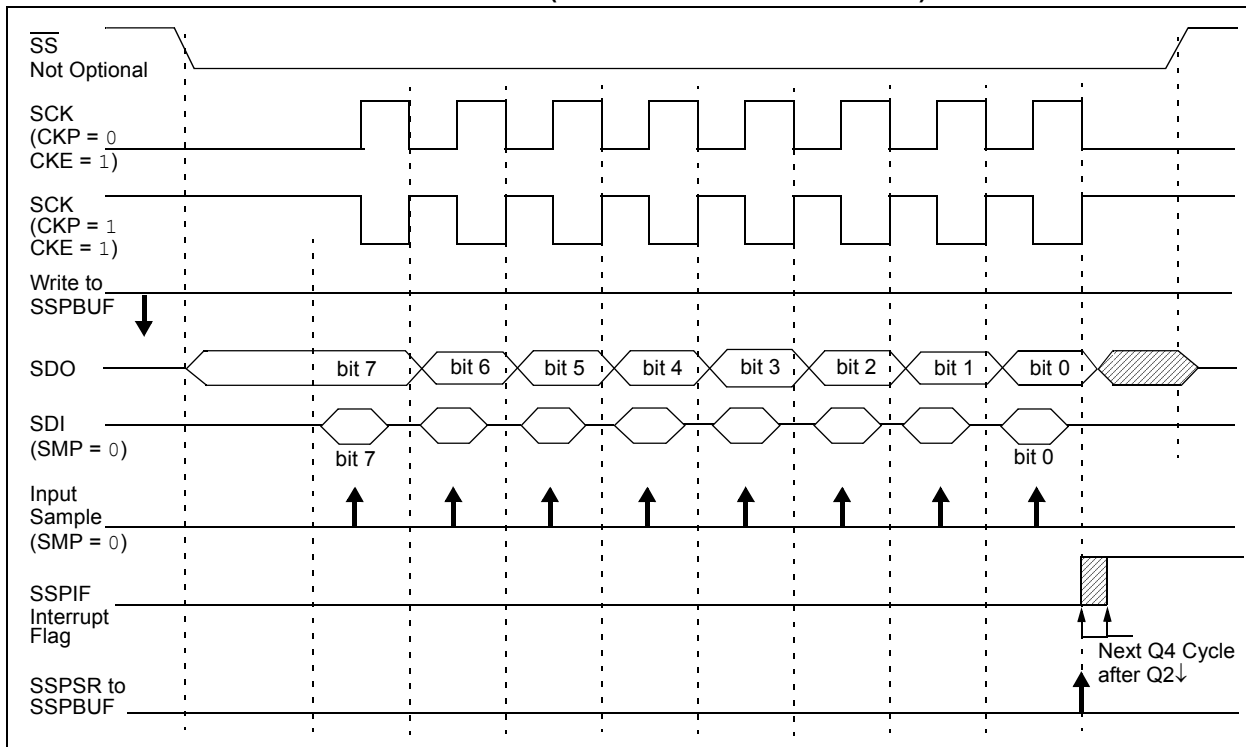 SS
Not Optional
SCK
(CKP = 0
CKE = 1)
SCK
(CKP = 1
CKE = 1)
Write to
SSPBUF
SDO
bit 7 bit 6 bit 5 bit 4 bit 3 bit 2 bit 1 bit 0
SDI
(SMP = 0)
bit 7 bit 0
Input
Sample
(SMP = 0)
SSPIF
Interrupt
Flag
Next Q4 Cycle
after Q2↓
SSPSR to
SSPBUF